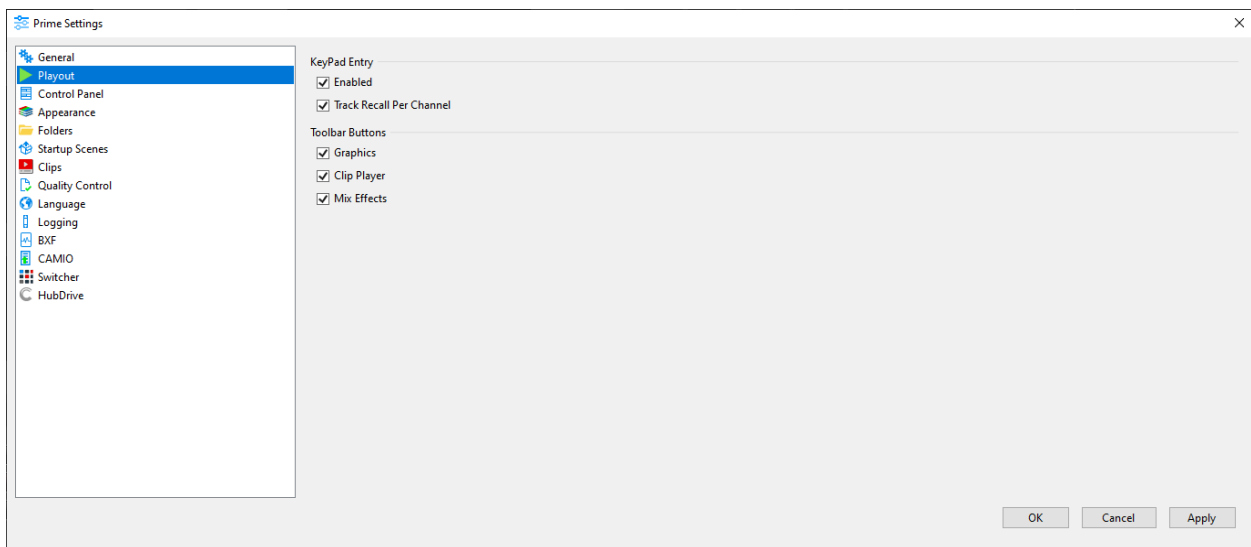 Prime Settings
General
Playout
Control Panel
Appearance
Folders
Startup Scenes
Clips
Quality Control
Language
Logging
BXF
CAMIO
Switcher
HubDrive
KeyPad Entry
Enabled
Track Recall Per Channel
Toolbar Buttons
Graphics
Clip Player
Mix Effects
OK Cancel Apply